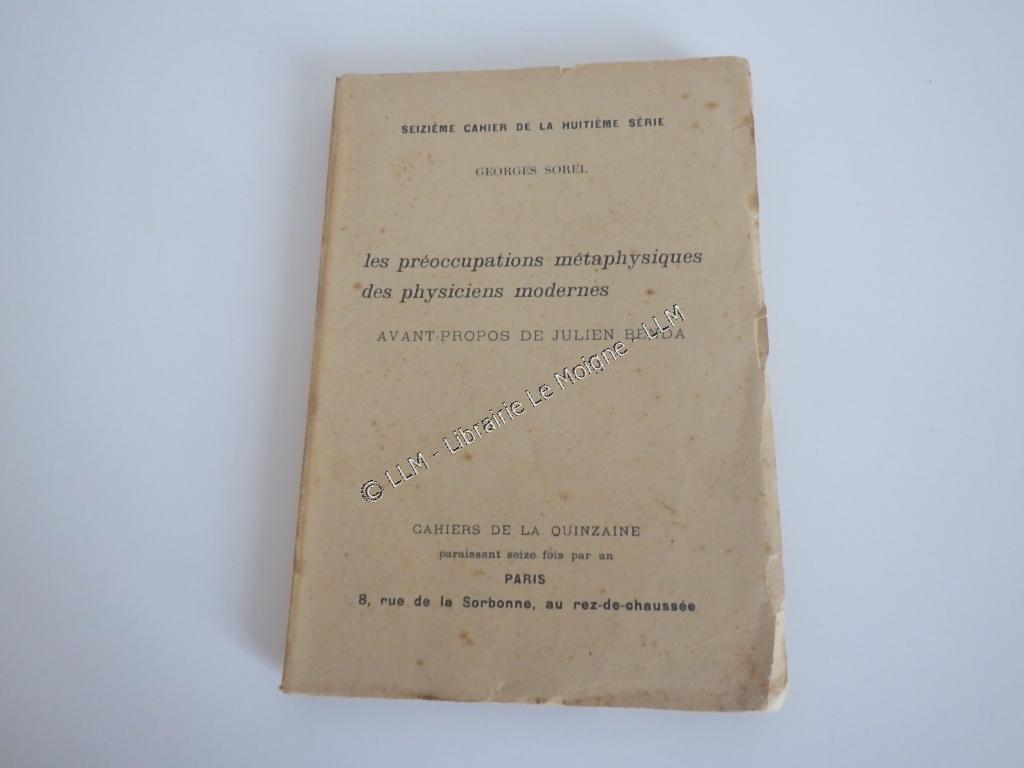 SEIZIÈME CAHIER DE LA HUITIÈME SÉRIE
GEORGES SOREL
les préoccupations métaphysiques
des physiciens modernes
AVANT-PROPOS DE JULIEN BENDA
© LLM - Librairie Le Moigne - LLM
CAHIERS DE LA QUINZAINE
paraissant seize fois par an
PARIS
8, rue de la Sorbonne, au rez-de-chaussée